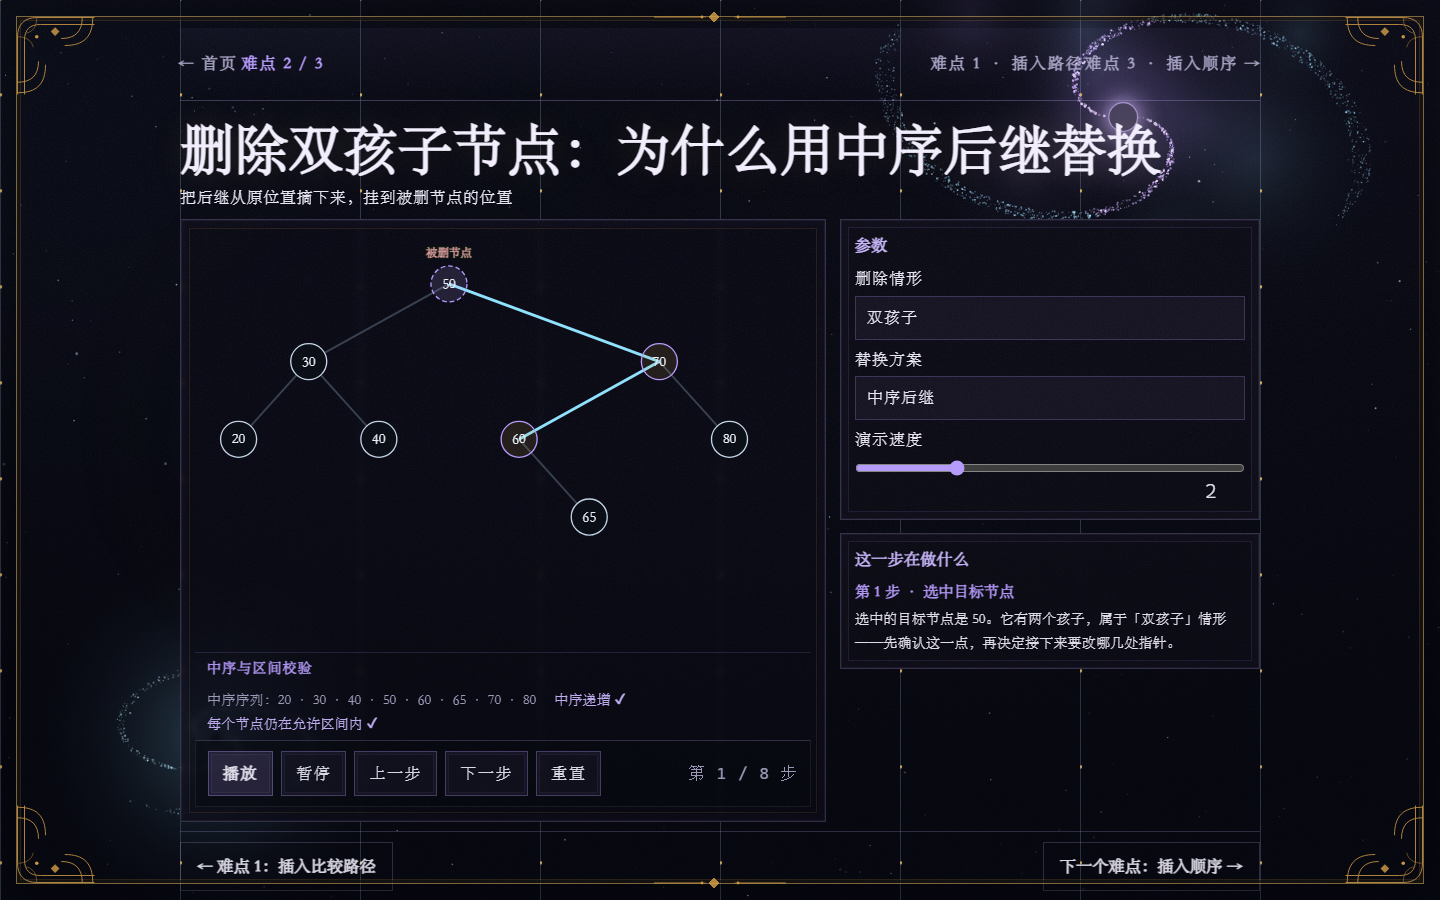 ← 首页 难点 2 / 3
难点 1 · 插入路径难点 3 · 插入顺序 →
删除双孩子节点：为什么用中序后继替换
把后继从原位置摘下来，挂到被删节点的位置
被删节点
50
30
70
20
40
60
80
65
中序与区间校验
中序序列：20 · 30 · 40 · 50 · 60 · 65 · 70 · 80 中序递增 ✓
每个节点仍在允许区间内 ✓
播放
暂停
上一步
下一步
重置
第 1 / 8 步
参数
删除情形
双孩子
替换方案
中序后继
演示速度
2
这一步在做什么
第 1 步 · 选中目标节点
选中的目标节点是 50。它有两个孩子，属于「双孩子」情形
——先确认这一点，再决定接下来要改哪几处指针。
← 难点 1：插入比较路径
下一个难点：插入顺序 →